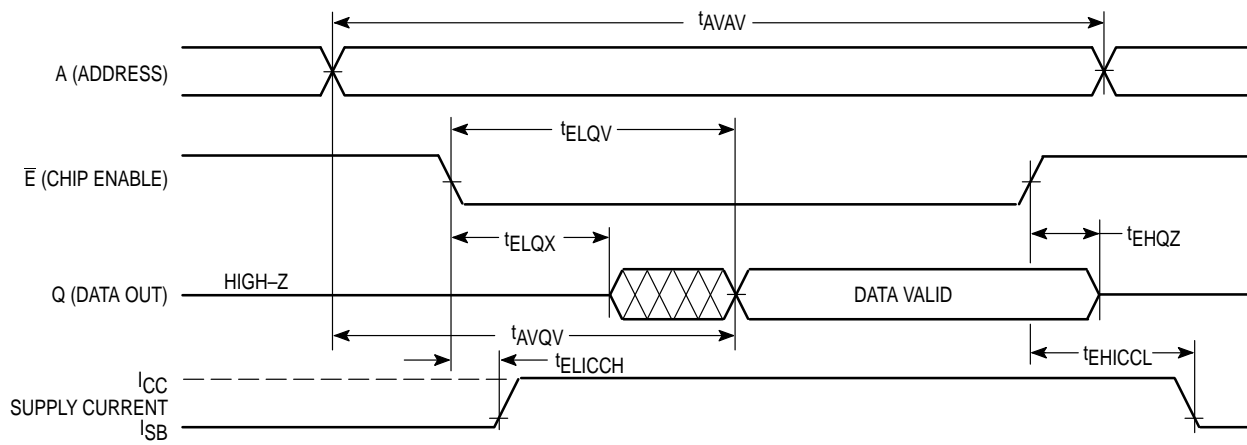 tAVAV
A (ADDRESS)
tELQV
E (CHIP ENABLE)
tELQX
tEHQZ
HIGH–Z
Q (DATA OUT)
DATA VALID
tAVQV
tELICCH
tEHICCL
ICC
SUPPLY CURRENT
ISB